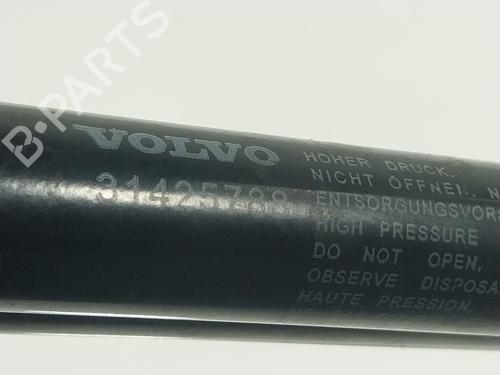 VOLVO
31425788
HOHER DRUCK.
NICHT ÖFFNEN, N
ENTSORGUNGSVOR
HIGH PRESSURE
DO NOT OPEN,
OBSERVE DISPOSA
HAUTE PRESSION,
B-PARTS